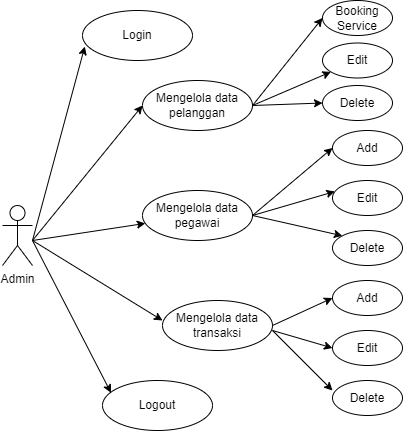 Login
Booking
Service
Edit
Mengelola data
pelanggan
Delete
Add
Mengelola data
pegawai
Edit
Delete
Admin
Add
Mengelola data
transaksi
Edit
Delete
Logout